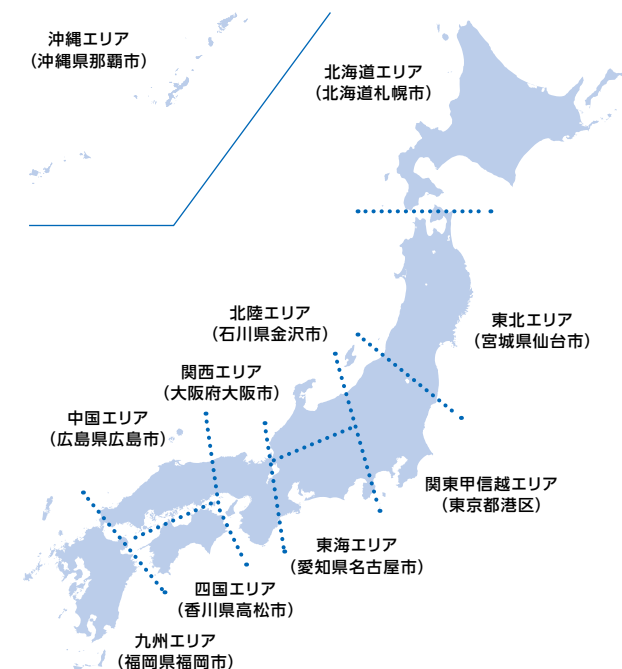 沖縄エリア
（沖縄県那覇市）
北海道エリア
（北海道札幌市）
北陸エリア
（石川県金沢市）
東北エリア
（宮城県仙台市）
関西エリア
（大阪府大阪市）
中国エリア
（広島県広島市）
関東甲信越エリア
（東京都港区）
東海エリア
（愛知県名古屋市）
四国エリア
（香川県高松市）
九州エリア
（福岡県福岡市）